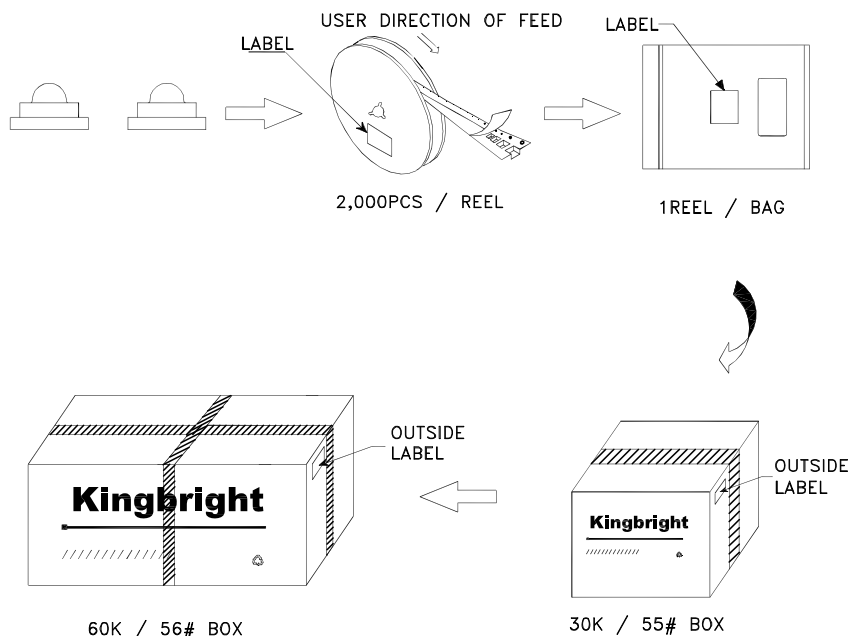 USER DIRECTION OF FEED
LABEL
LABEL
2,000PCS / REEL
1REEL / BAG
OUTSIDE
LABEL
OUTSIDE
LABEL
Kingbright
Kingbright
60K / 56# BOX
30K / 55# BOX